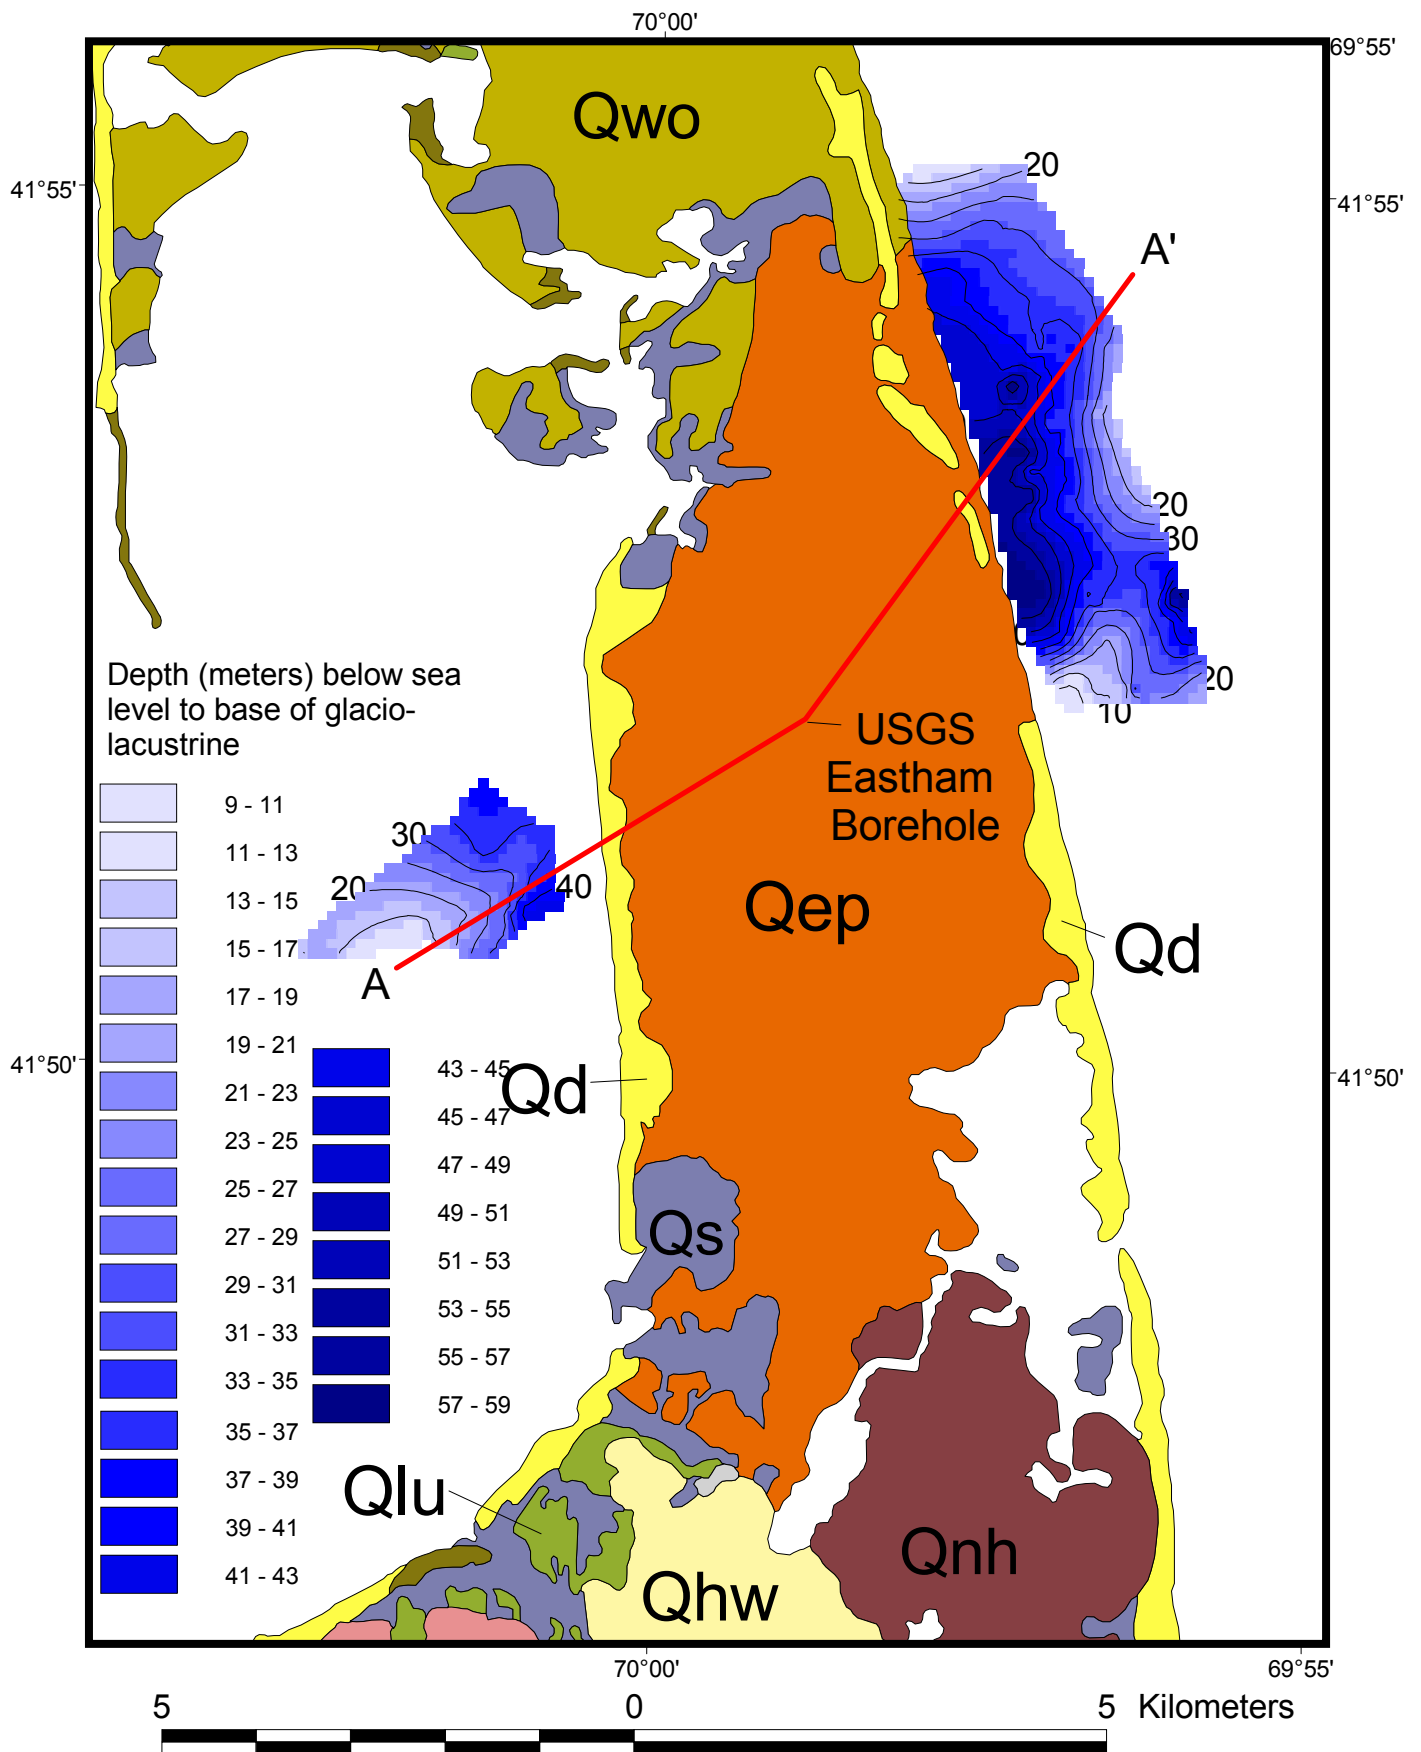 70°00'
69°55'
Qwo
20
41°55'
41°55'
A'
20
30
Depth (meters) below sea
level to base of glacio-
lacustrine
20
10
USGS
Eastham
Borehole
9 - 11
30
11 - 13
20
40
13 - 15
Qep
15 - 17
Qd
A
17 - 19
19 - 21
41°50'
43 - 45
Qd
41°50'
21 - 23
45 - 47
23 - 25
47 - 49
25 - 27
49 - 51
Qs
27 - 29
51 - 53
29 - 31
53 - 55
31 - 33
55 - 57
33 - 35
57 - 59
35 - 37
37 - 39
Qlu
39 - 41
Qnh
41 - 43
Qhw
70°00'
69°55'
5 0 5 Kilometers